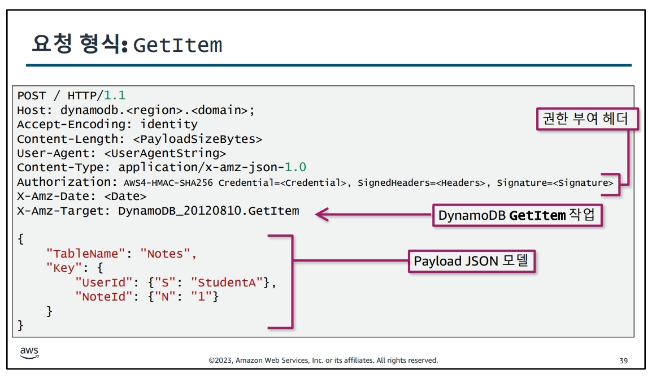 요청 형식: GetItem
POST / HTTP/1.1
Host: dynamodb.<region>.<domain>;
Accept-Encoding: identity
Content-Length: <PayloadSizeBytes>
User-Agent: <UserAgentString>
Content-Type: application/x-amz-json-1.0
Authorization: AWS4-HMAC-SHA256 Credential=<Credential>, SignedHeaders=<Headers>, Signature=<Signature>
X-Amz-Date: <Date>
X-Amz-Target: DynamoDB_20120810.GetItem
권한 부여 헤더
DynamoDB GetItem 작업
{
    "TableName": "Notes",
    "Key": {
        "UserId": {"S": "StudentA"},
        "NoteId": {"N": "1"}
    }
}
Payload JSON 모델
aws
©2023, Amazon Web Services, Inc. or its affiliates. All rights reserved.
39